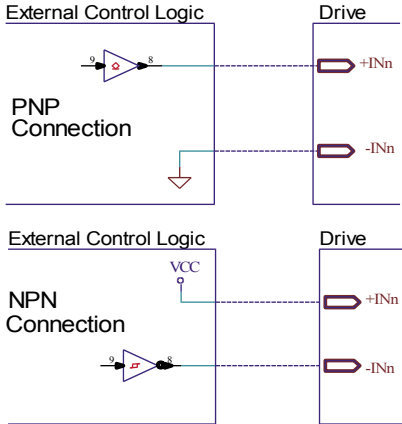 External Control Logic Drive
9 8 +INn
PNP
Connection
-INn
External Control Logic Drive
VCC
NPN +INn
Connection
9 8 -INn